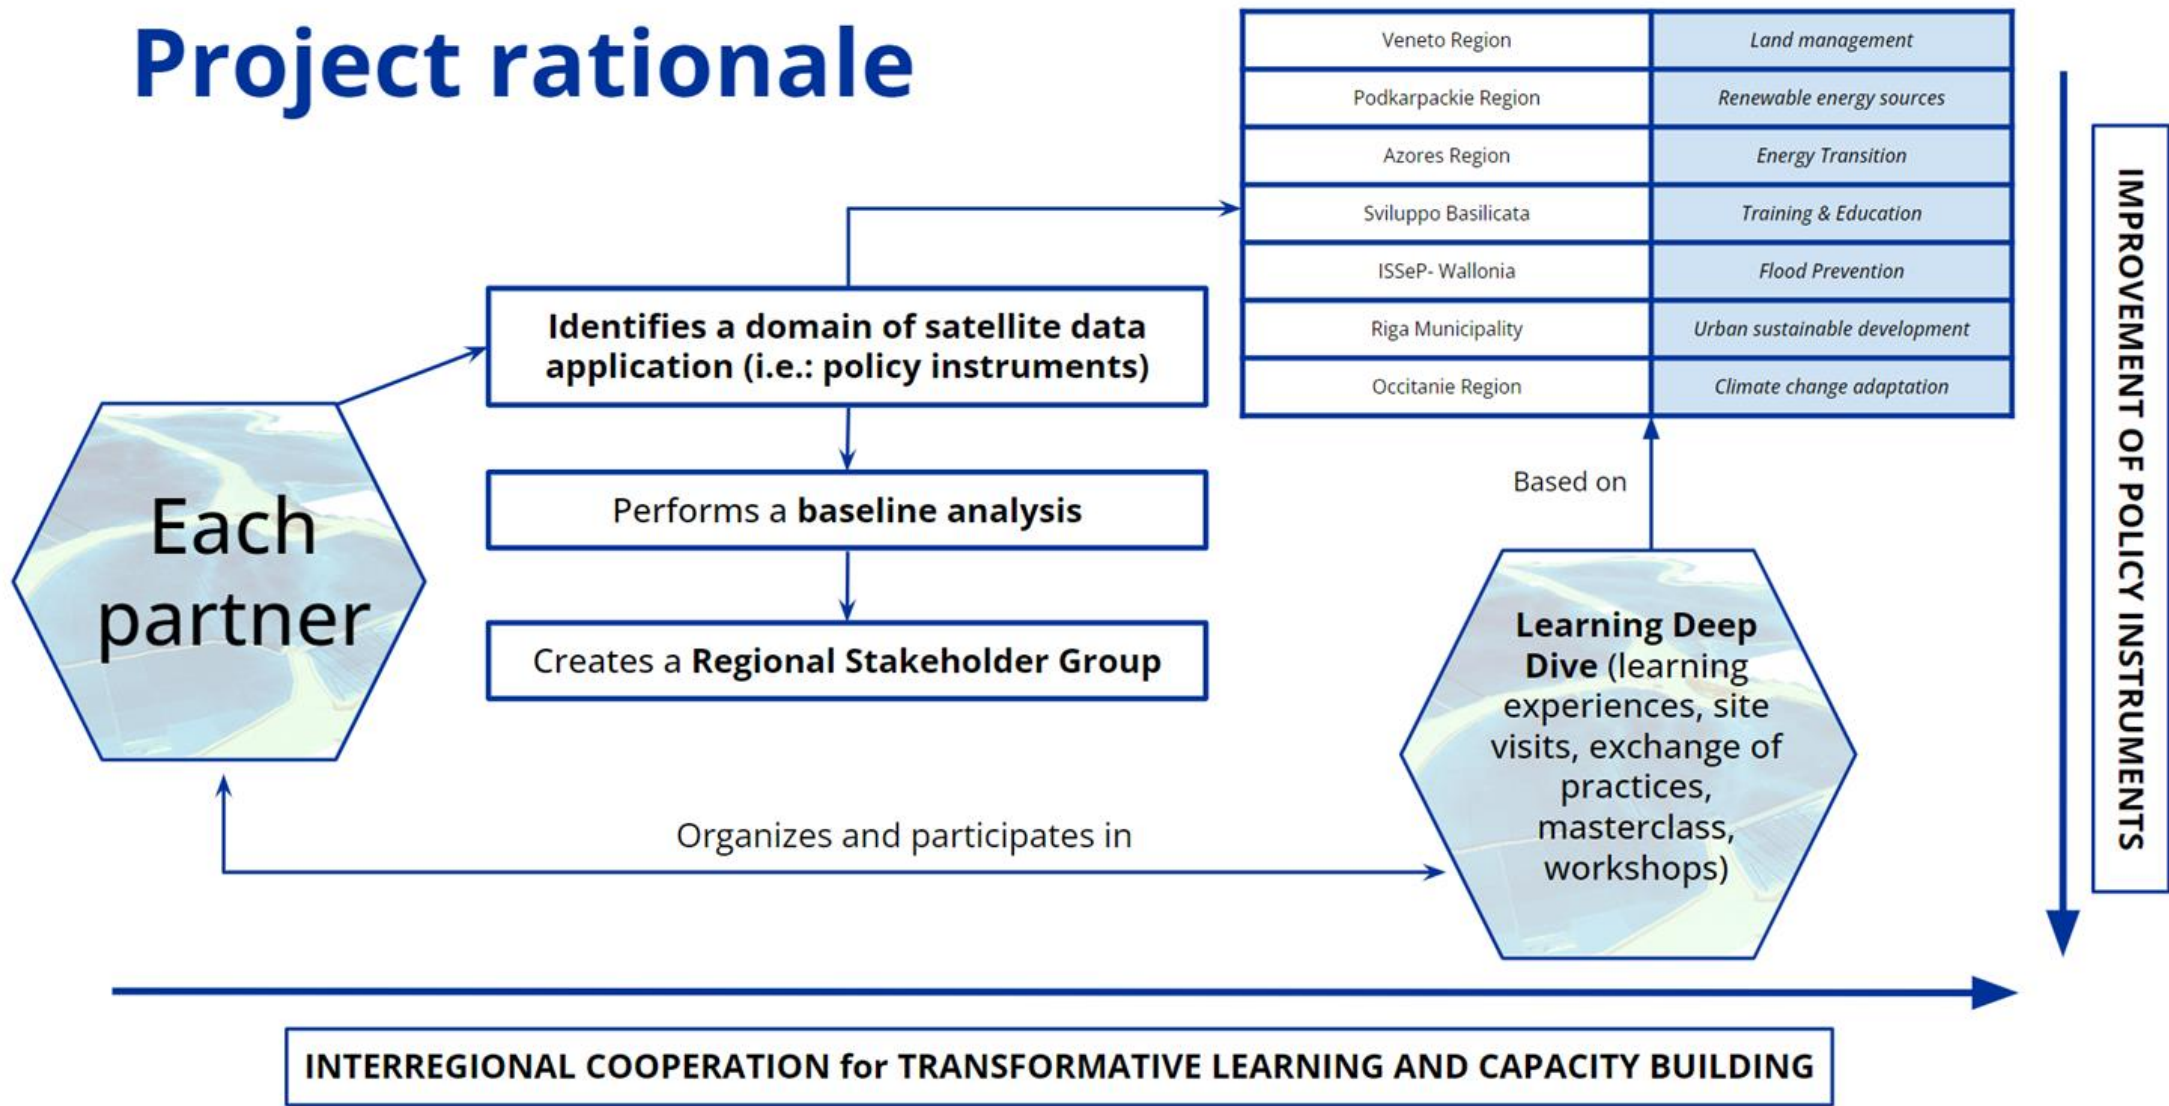 Project rationale
Veneto Region Land management
Podkarpackie Region Renewable energy sources
Azores Region Energy Transition
Sviluppo Basilicata Training & Education
ISSeP- Wallonia Flood Prevention
Riga Municipality Urban sustainable development
Occitanie Region Climate change adaptation
Identifies a domain of satellite data
application (i.e.: policy instruments)
Performs a baseline analysis
Creates a Regional Stakeholder Group
Each
partner
Based on
Learning Deep
Dive (learning
experiences, site
visits, exchange of
practices,
masterclass,
workshops)
Organizes and participates in
IMPROVEMENT OF POLICY INSTRUMENTS
INTERREGIONAL COOPERATION for TRANSFORMATIVE LEARNING AND CAPACITY BUILDING